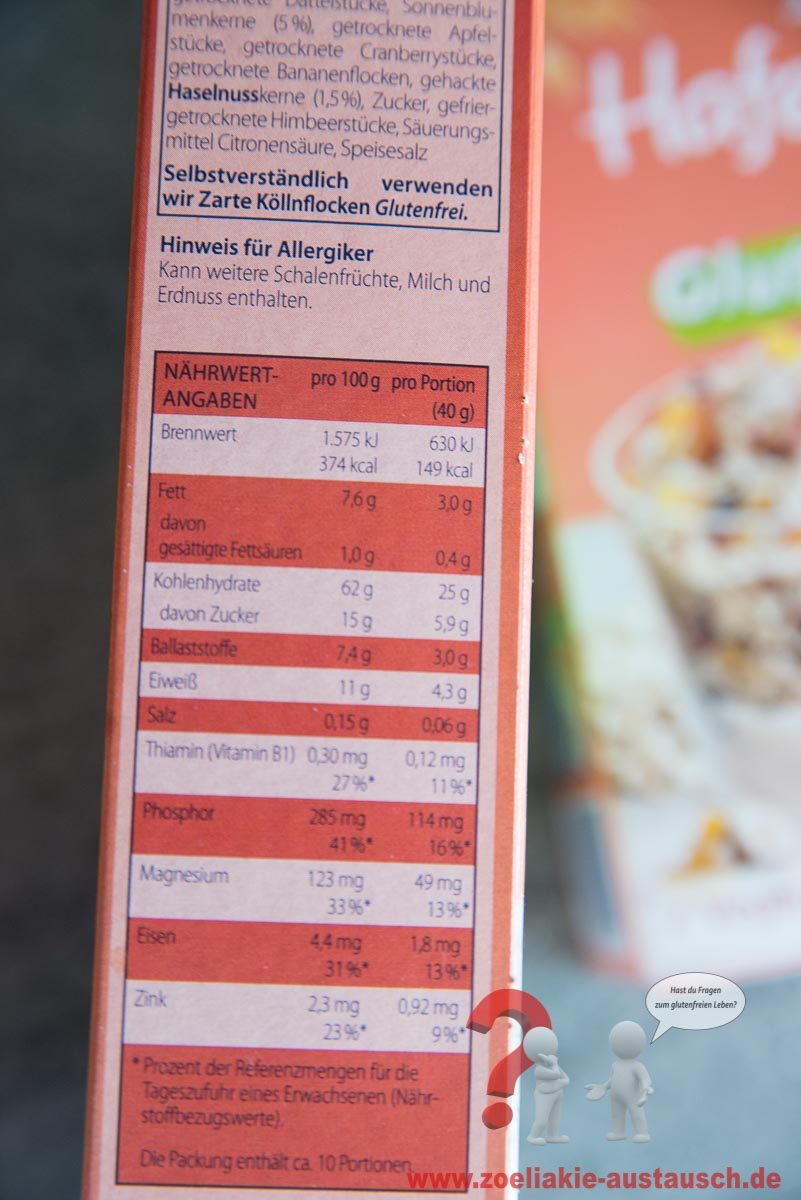 Dattelstücke, Sonnenblu-
menkerne (5%), getrocknete Apfel-
stücke, getrocknete Cranberrystücke,
getrocknete Bananenflocken, gehackte
Haselnusskerne (1,5%), Zucker, gefrier-
getrocknete Himbeerstücke, Säuerungs-
mittel Citronensäure, Speisesalz
Selbstverständlich verwenden
wir Zarte Köllnflocken Glutenfrei.
Hinweis für Allergiker
Kann weitere Schalenfrüchte, Milch und
Erdnuss enthalten.
NÄHRWERT- pro 100 g pro Portion
ANGABEN (40 g)
Brennwert 1.575 kJ 630 kJ
374 kcal 149 kcal
Fett 7,6 g 3,0 g
davon
gesättigte Fettsäuren 1,0 g 0,4 g
Kohlenhydrate 62 g 25 g
davon Zucker 15 g 5,9 g
Ballaststoffe 7,4 g 3,0 g
Eiweiß 11 g 4,3 g
Salz 0,15 g 0,06 g
Thiamin (Vitamin B1) 0,30 mg 0,12 mg
27%* 11%*
Phosphor 285 mg 114 mg
41%* 16%*
Magnesium 123 mg 49 mg
33%* 13%*
Eisen 4,4 mg 1,8 mg
31%* 13%*
Zink 2,3 mg 0,92 mg
23%* 9%*
* Prozent der Referenzmengen für die
Tageszufuhr eines Erwachsenen (Nähr-
stoffbezugswerte).
Die Packung enthält ca. 10 Portionen.
Hast du Fragen
zum glutenfreien Leben?
?
www.zoeliakie-austausch.de